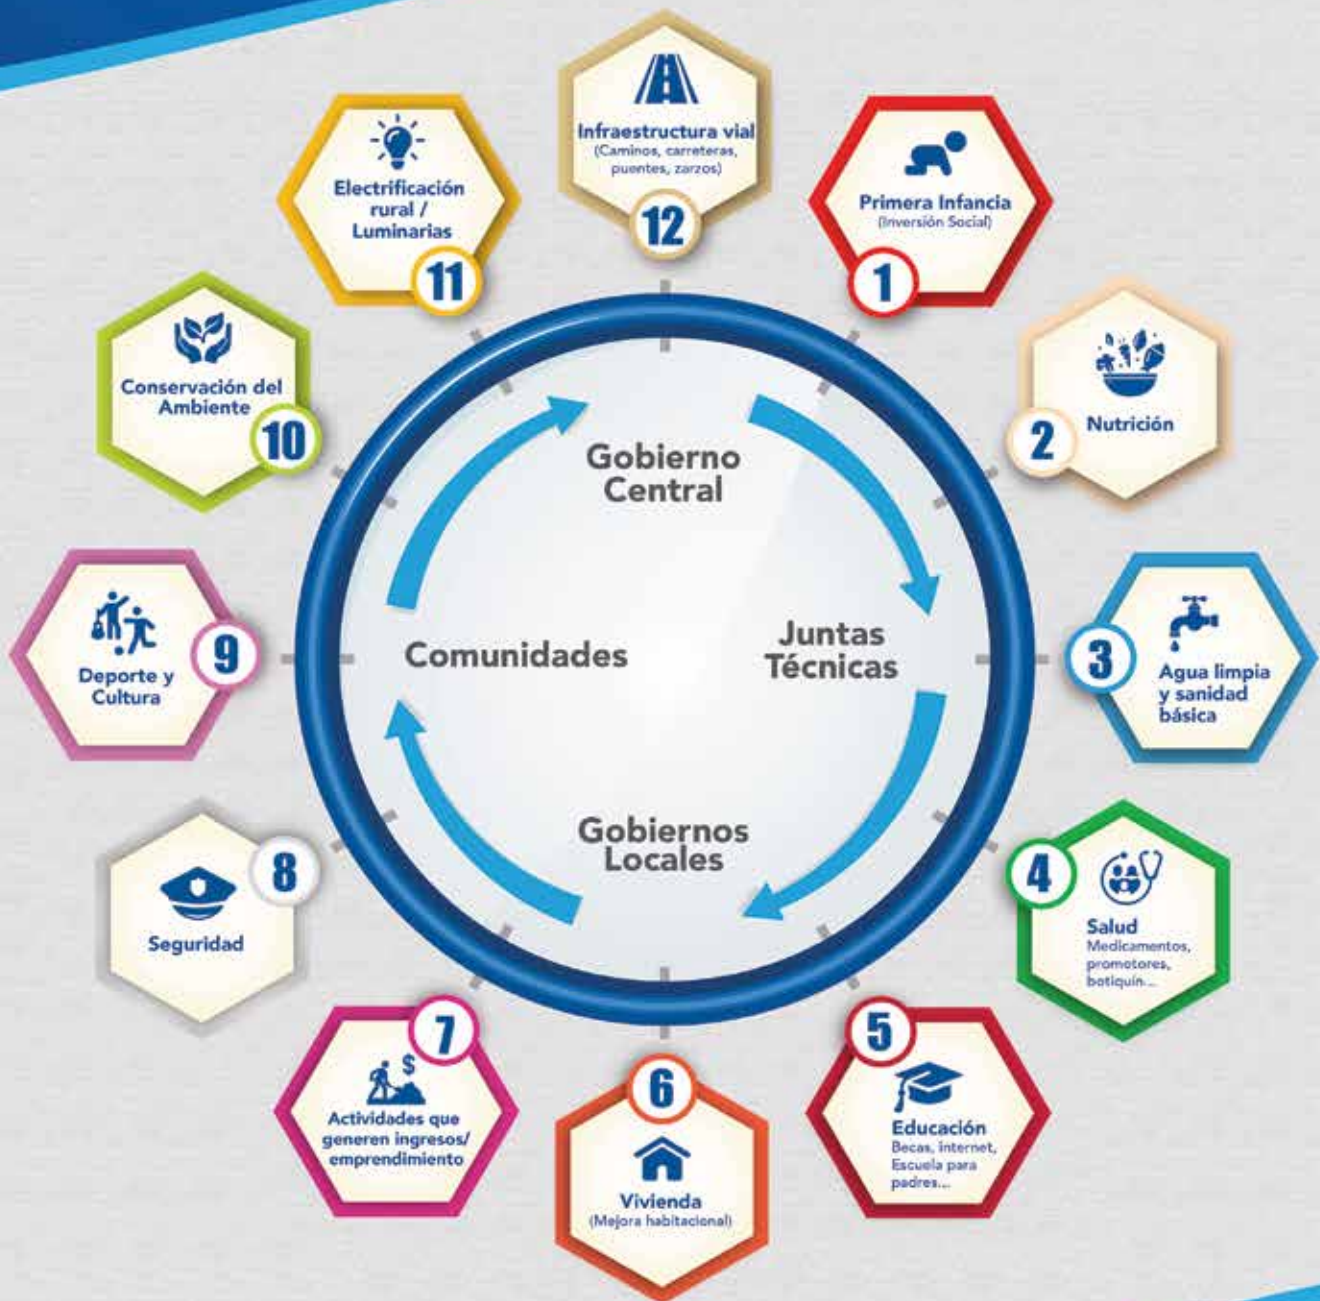 Infraestructura vial
(Caminos, carreteras,
puentes, zarzos)
12
Primera Infancia
(Inversión Social)
1
Nutrición
2
Agua limpia
y sanidad
básica
3
Salud
Medicamentos,
promotores,
botiquín...
4
Educación
Becas, internet,
Escuela para
padres...
5
Vivienda
(Mejora habitacional)
6
Actividades que
generen ingresos/
emprendimiento
7
Seguridad
8
Deporte y
Cultura
9
Conservación del
Ambiente
10
Electrificación
rural /
Luminarias
11
Gobierno
Central
Juntas
Técnicas
Gobiernos
Locales
Comunidades
$